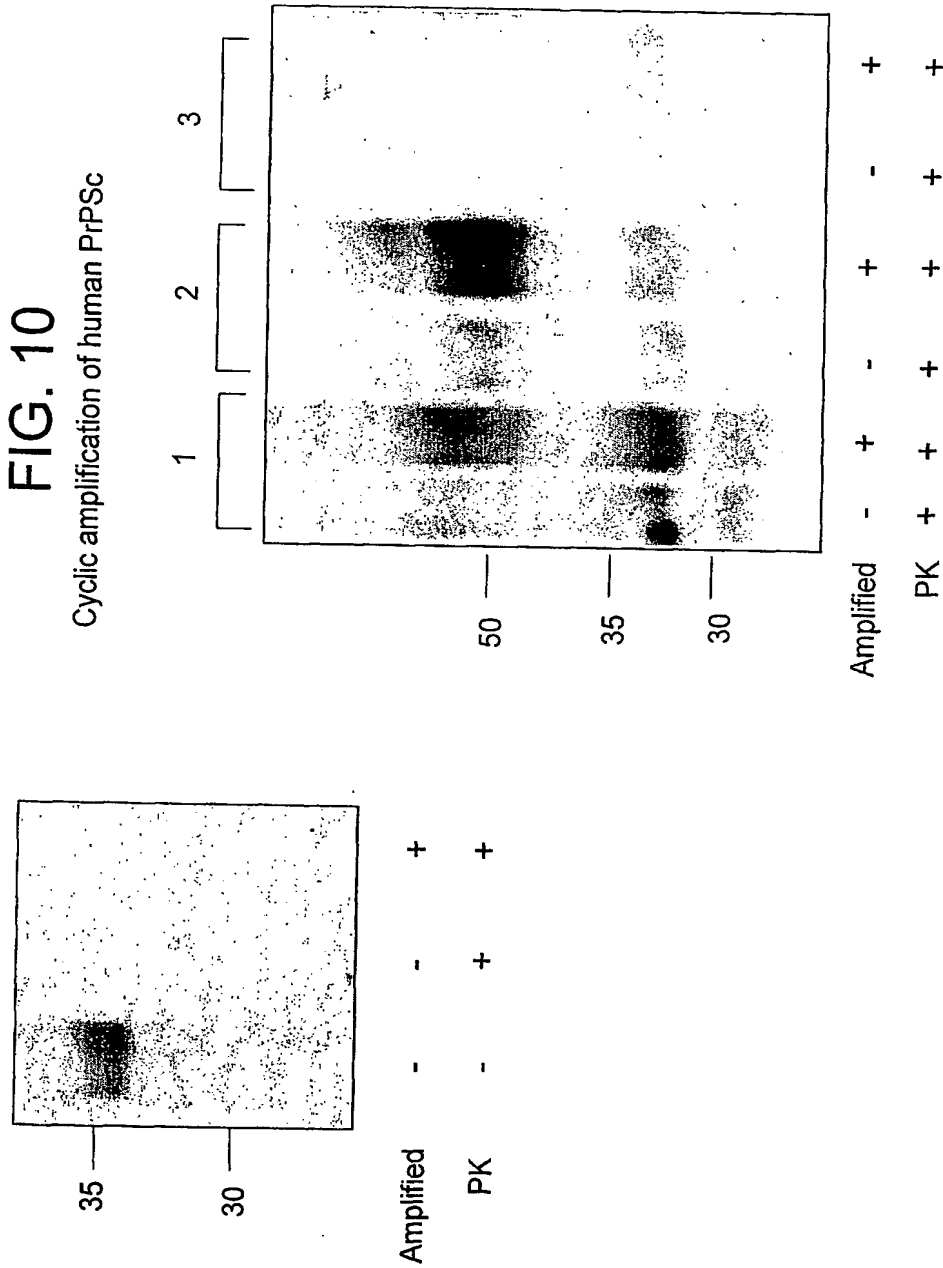 FIG. 10
Cyclic amplification of human PrPSc
1 2 3
50
35
30
Amplified - + - + - +
PK + + + + + +
35
30
Amplified - - +
PK - + +